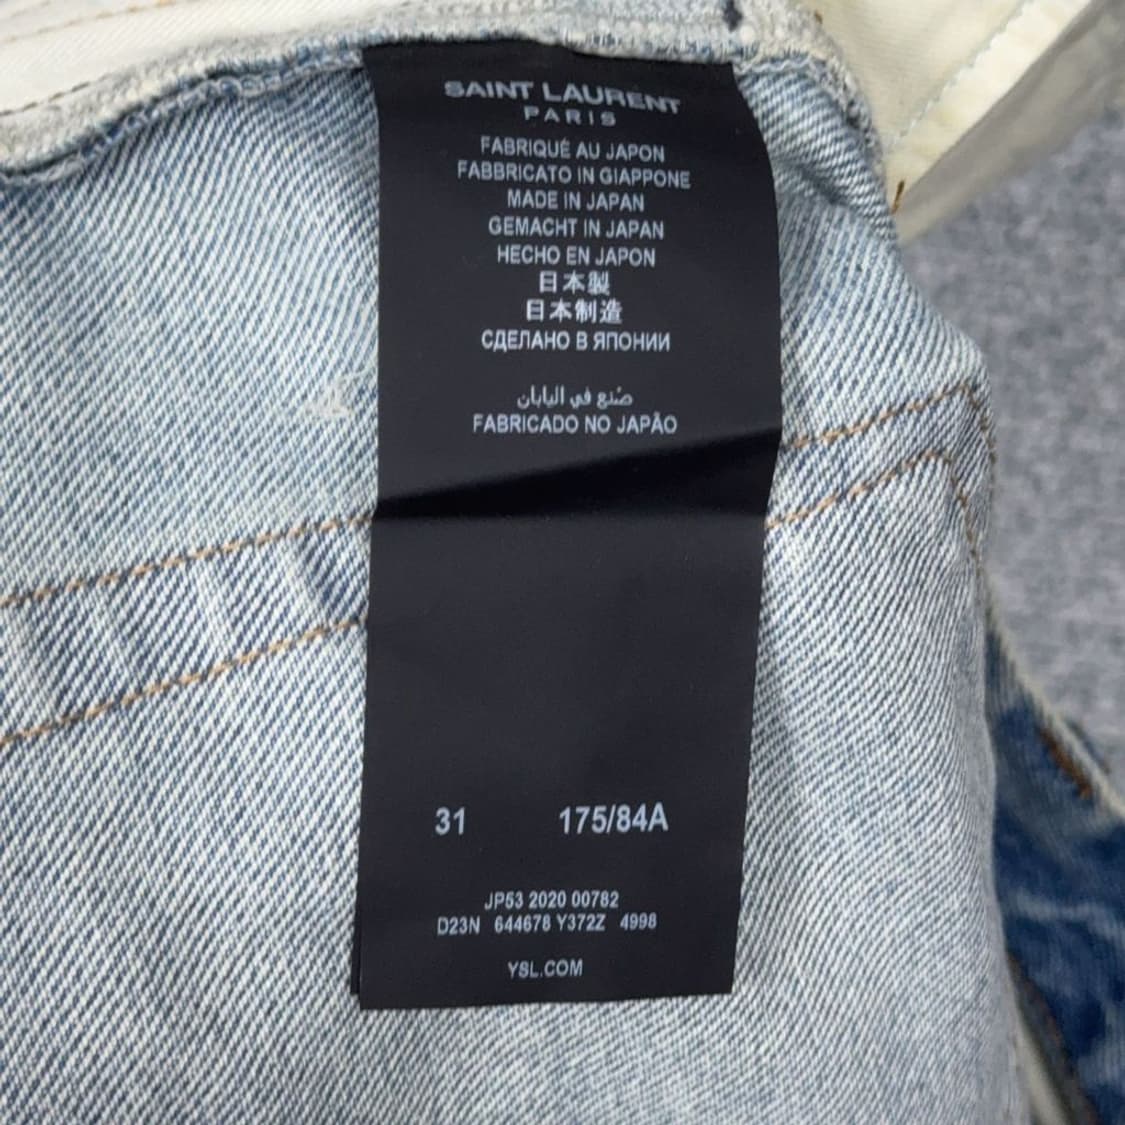 SAINT LAURENT
PARIS
FABRIQUÉ AU JAPON
FABBRICATO IN GIAPPONE
MADE IN JAPAN
GEMACHT IN JAPAN
HECHO EN JAPON
日本製
日本制造
СДЕЛАНО В ЯПОНИИ
صُنع في اليابان
FABRICADO NO JAPÃO
31 175/84A
JP53 2020 00782
D23N 644678 Y372Z 4998
YSL.COM